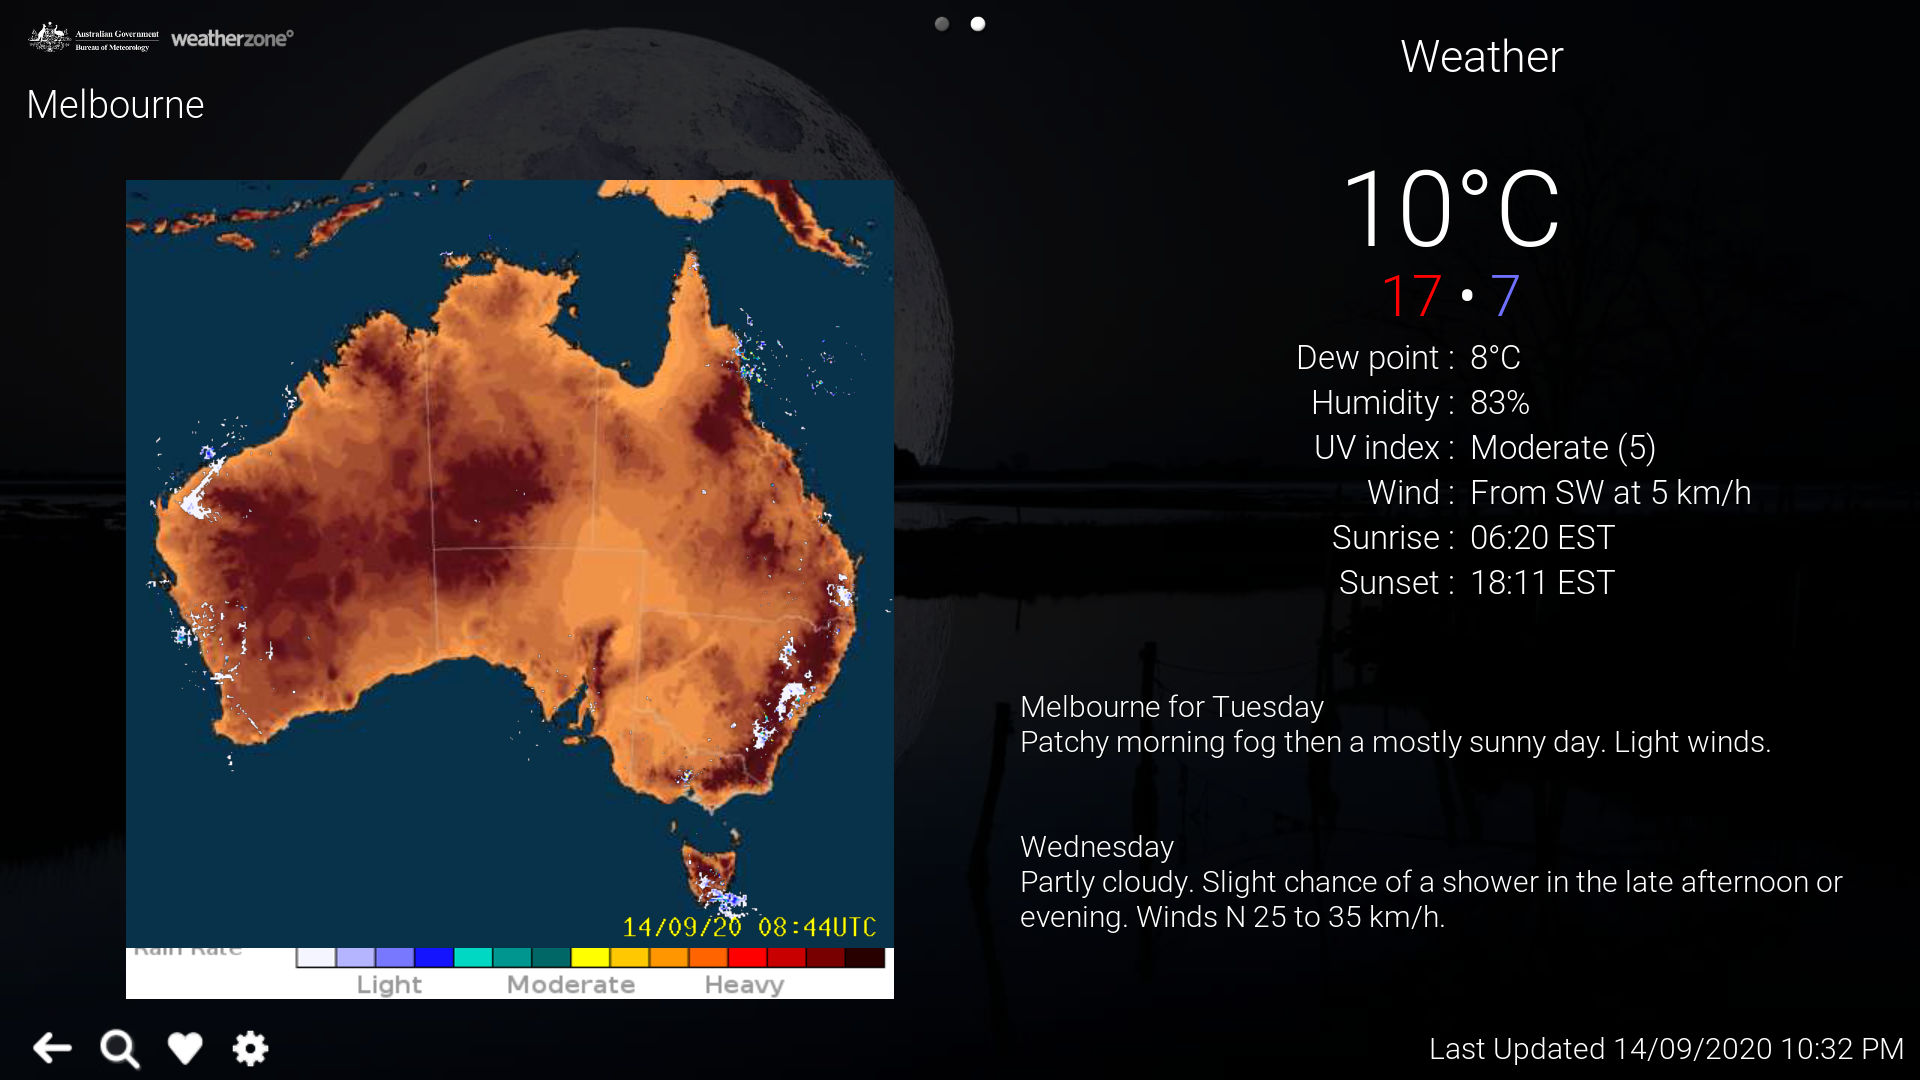 Australian Government
Bureau of Meteorology
weatherzone°
Melbourne
14/09/20 08:44UTC
Rain Rate
Light Moderate Heavy
Weather
10°C
17 • 7
Dew point : 8°C
Humidity : 83%
UV index : Moderate (5)
Wind : From SW at 5 km/h
Sunrise : 06:20 EST
Sunset : 18:11 EST
Melbourne for Tuesday
Patchy morning fog then a mostly sunny day. Light winds.
Wednesday
Partly cloudy. Slight chance of a shower in the late afternoon or
evening. Winds N 25 to 35 km/h.
Last Updated 14/09/2020 10:32 PM